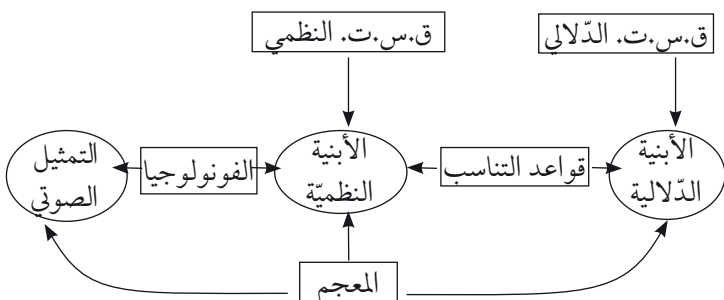 ق.س.ت. الدّلالي
ق.س.ت. النظمي
الأبنية
الدّلالية
قواعد التناسب
الأبنية
النظميّة
الفونولوجيا
التمثيل
الصوتي
المعجم